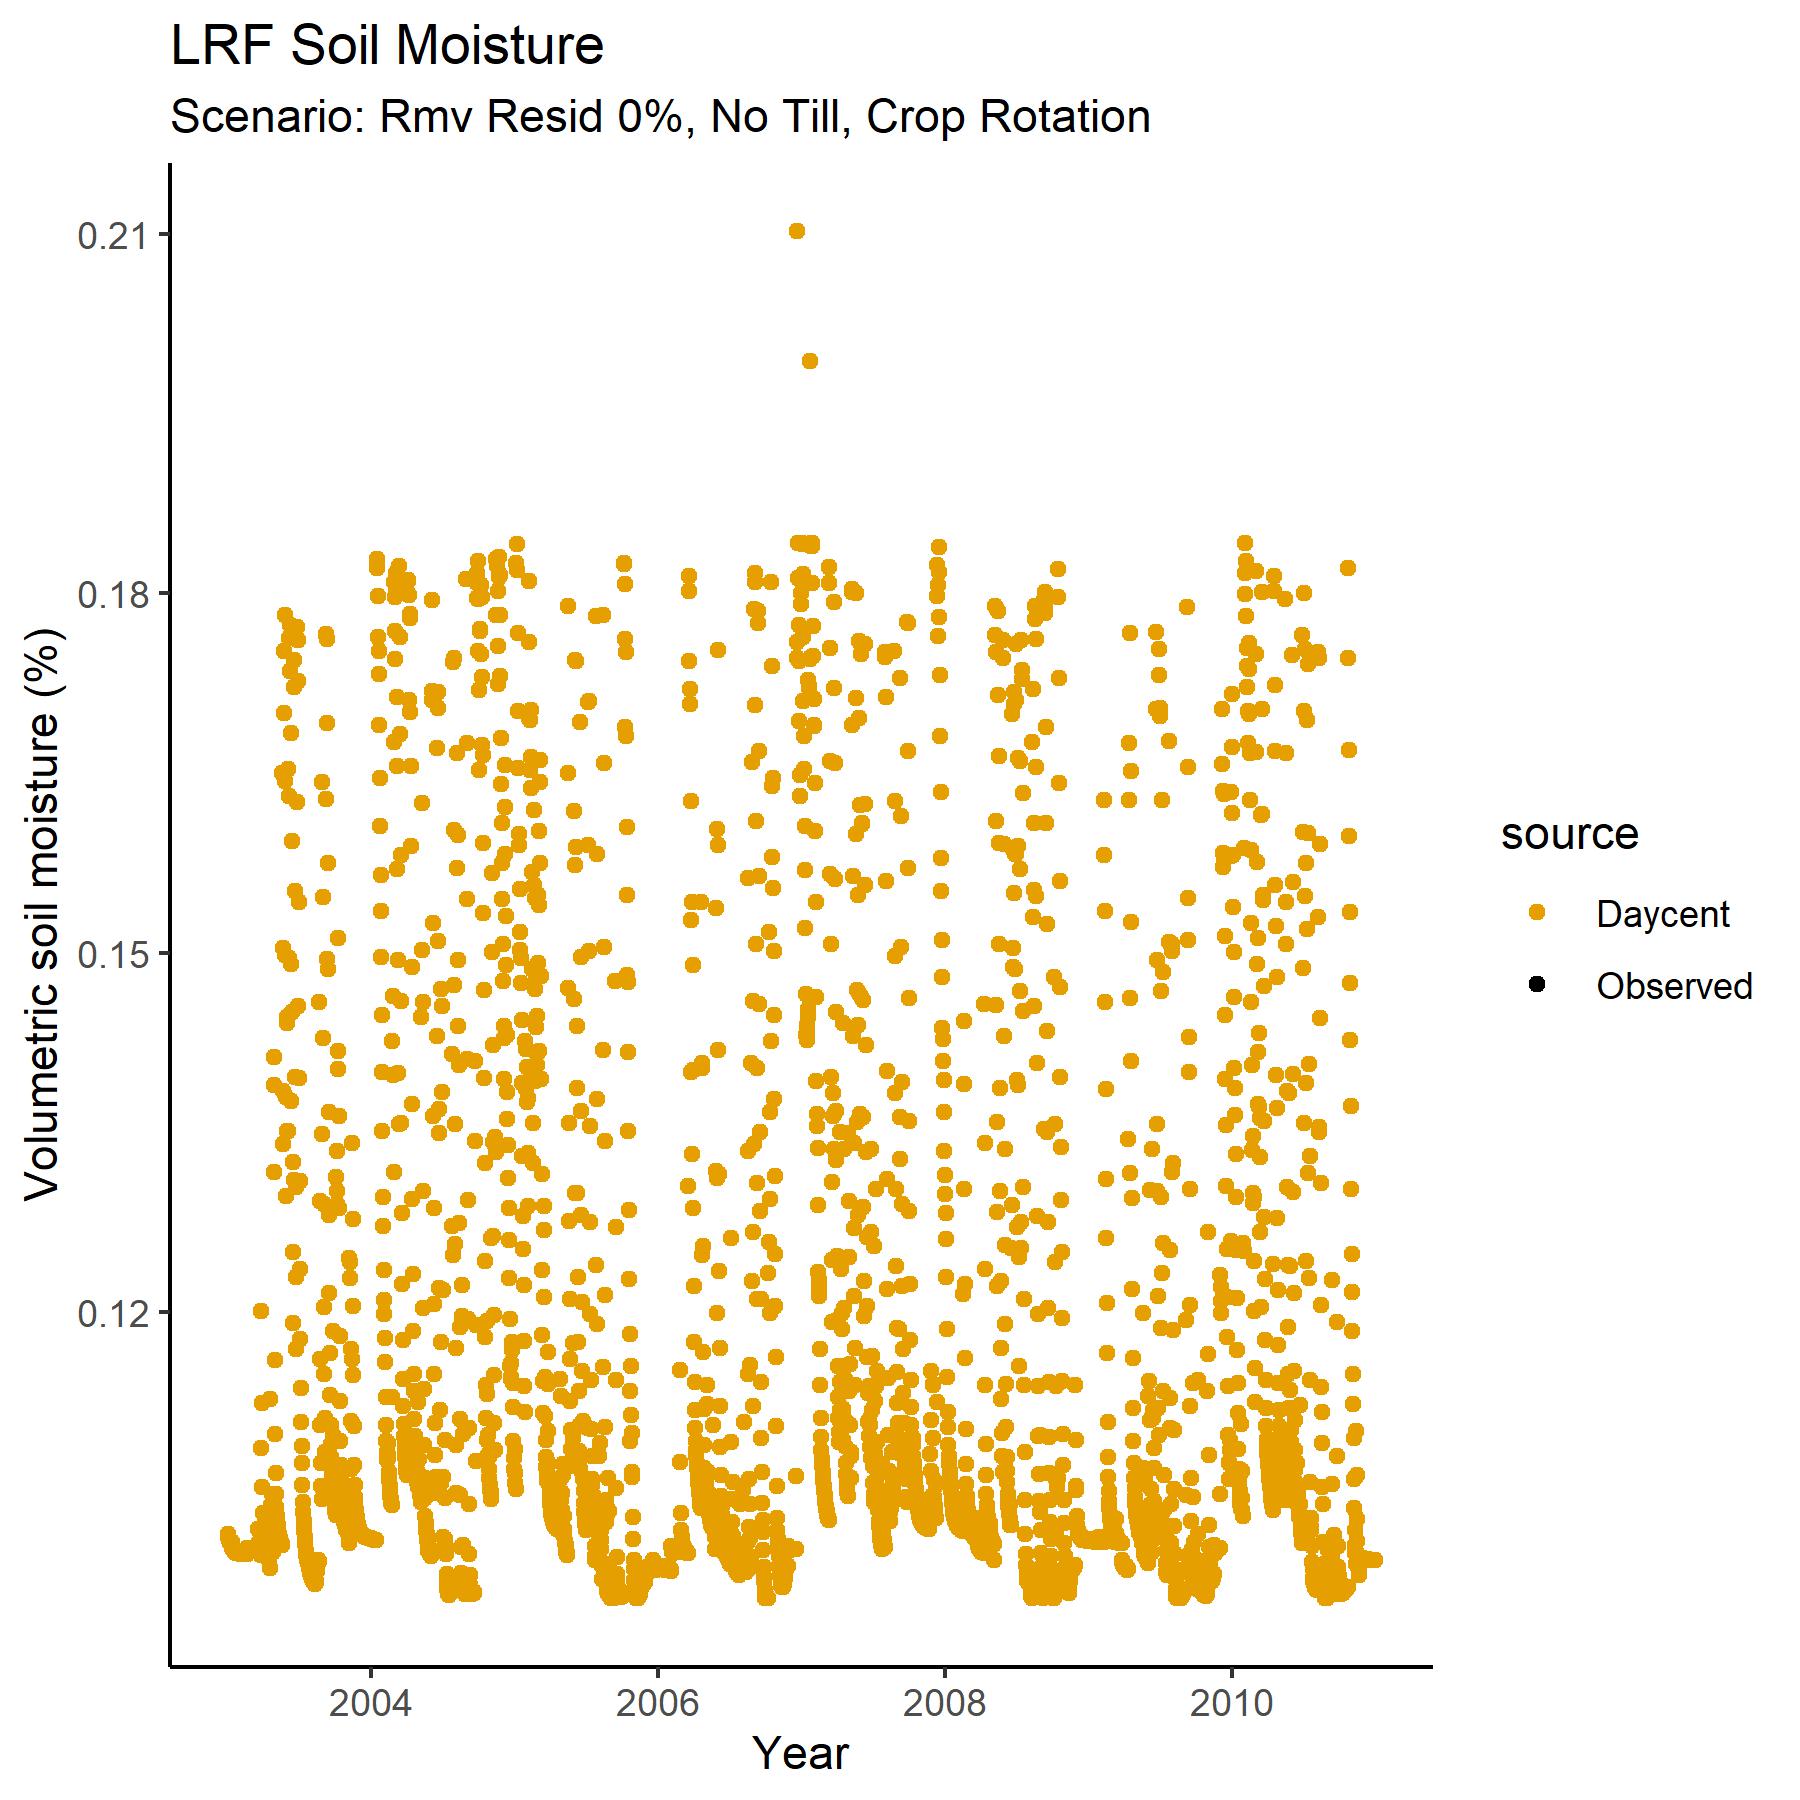 LRF Soil Moisture
Scenario: Rmv Resid 0%, No Till, Crop Rotation
Volumetric soil moisture (%)
0.21
0.18
0.15
0.12
2004 2006 2008 2010
Year
source
Daycent
Observed